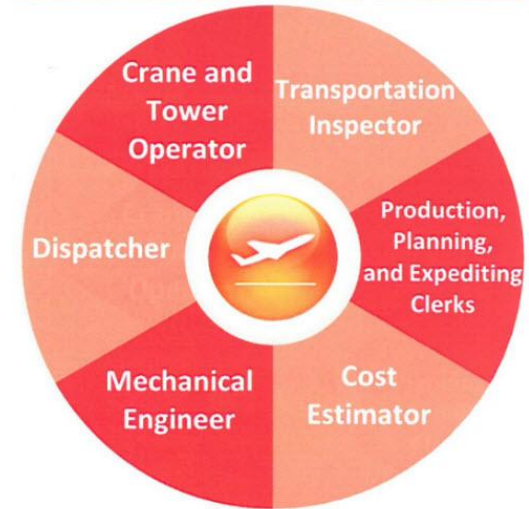 Crane and
Tower
Operator
Transportation
Inspector
Production,
Planning,
and Expediting
Clerks
Cost
Estimator
Mechanical
Engineer
Dispatcher